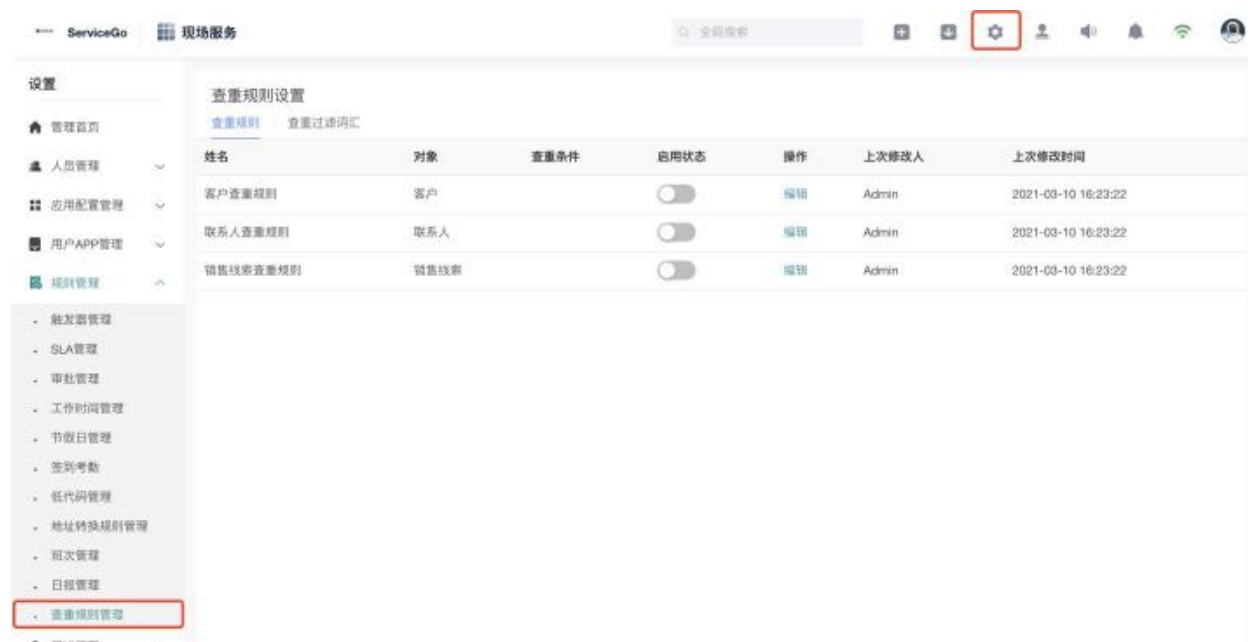 ServiceGo 现场服务 全局搜索
设置
查重规则设置
管理首页
查重规则 查重过滤词汇
人员管理
姓名 对象 查重条件 启用状态 操作 上次修改人 上次修改时间
客户查重规则 客户 编辑 Admin 2021-03-10 16:23:22
应用配置管理
联系人查重规则 联系人 编辑 Admin 2021-03-10 16:23:22
用户APP管理
销售线索查重规则 销售线索 编辑 Admin 2021-03-10 16:23:22
规则管理
触发器管理
SLA管理
审批管理
工作时间管理
节假日管理
签到考勤
低代码管理
地址转换规则管理
班次管理
日报管理
查重规则管理